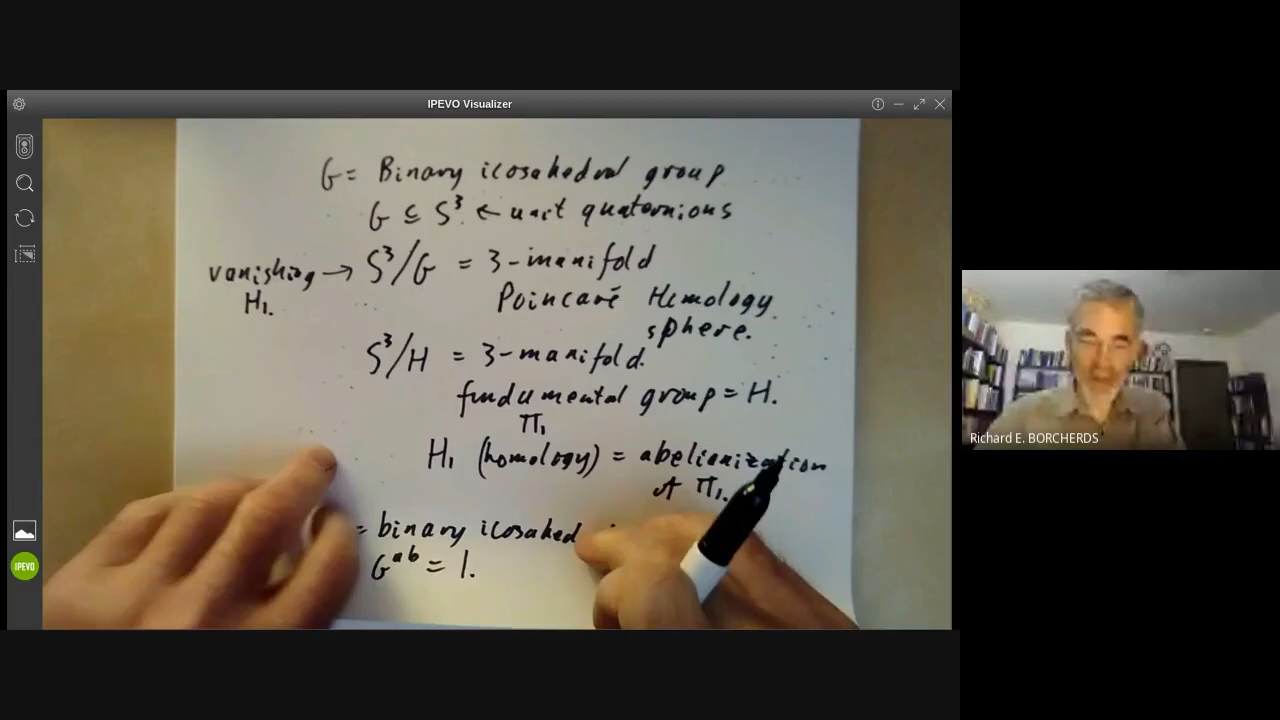 IPEVO Visualizer
G = Binary icosahedral group
G ⊆ S³ ← unit quaternions
vanishing → S³/G = 3-manifold
H₁. Poincaré Homology
sphere.
S³/H = 3-manifold.
fundamental group = H.
π₁
H₁ (homology) = abelianization
of π₁.
= binary icosahed
Gᵃᵇ = 1.
IPEVO
Richard E. BORCHERDS